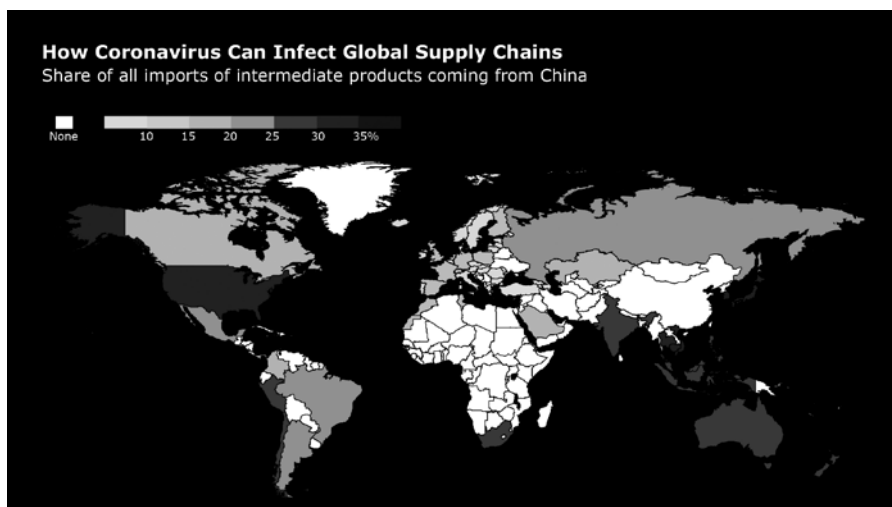 How Coronavirus Can Infect Global Supply Chains
Share of all imports of intermediate products coming from China
None 10 15 20 25 30 35%